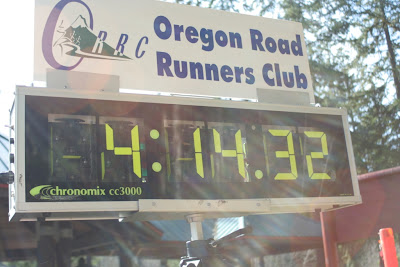 ORRC
Oregon Road
Runners Club
4:14.32
chronomix cc3000